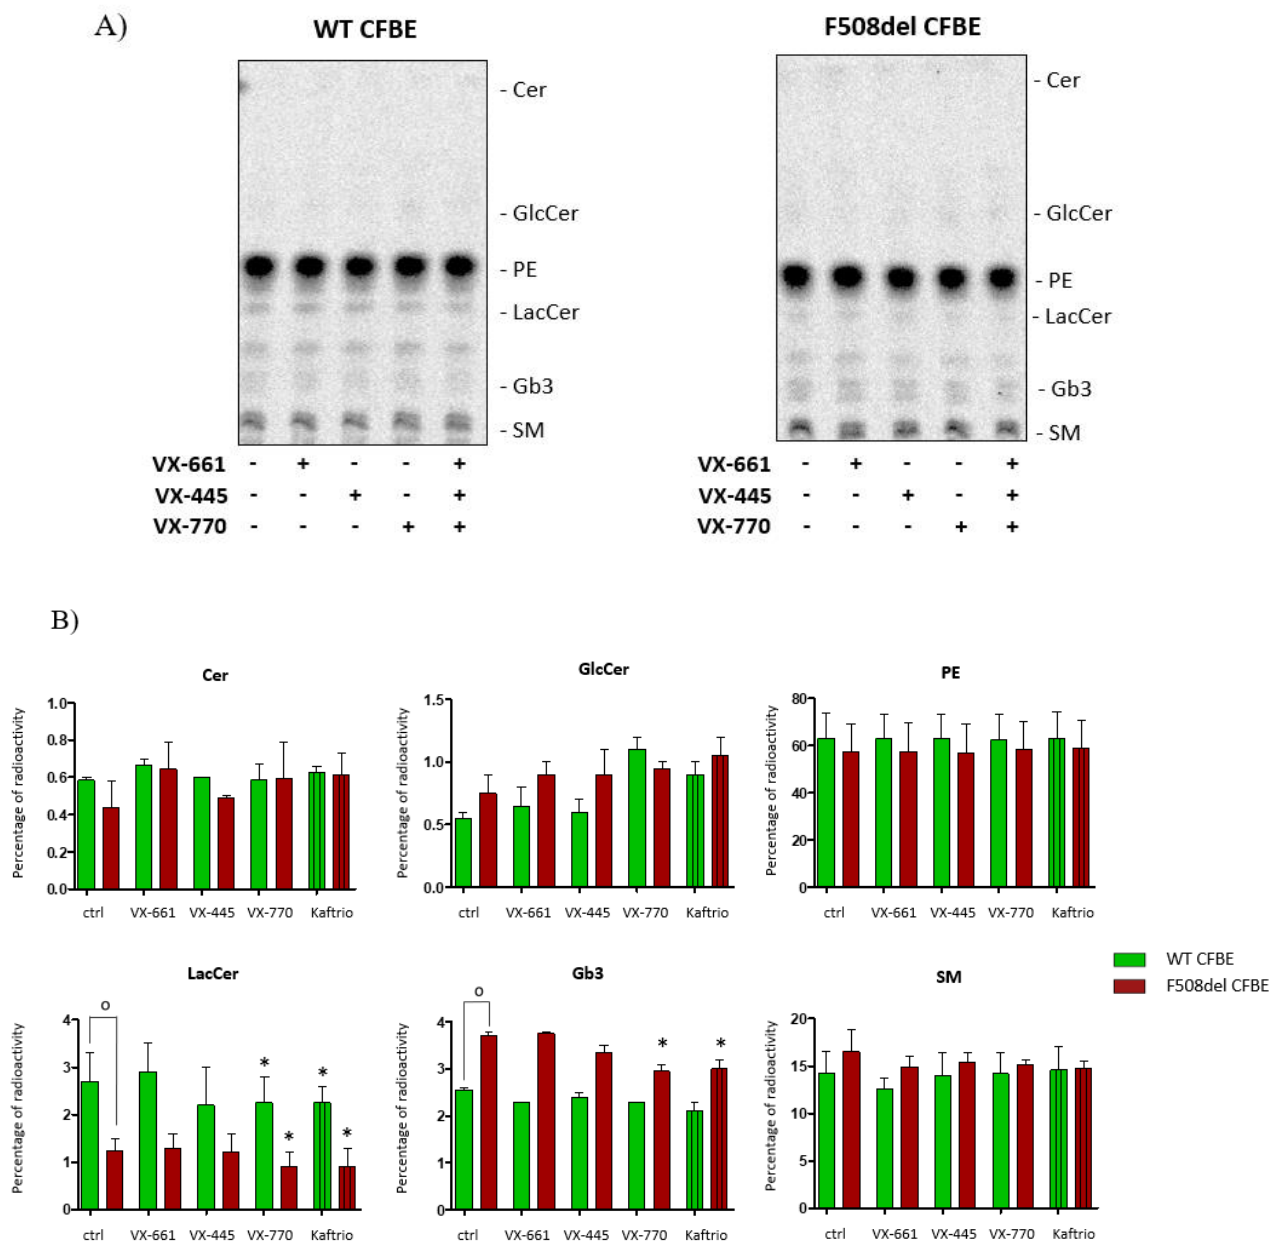 A)
WT CFBE
F508del CFBE
- Cer
- GlcCer
- PE
- LacCer
- Gb3
- SM
- Cer
- GlcCer
- PE
- LacCer
- Gb3
- SM
VX-661 - + - - +
VX-445 - - + - +
VX-770 - - - + +
VX-661 - + - - +
VX-445 - - + - +
VX-770 - - - + +
B)
Cer
Percentage of radioactivity
1.0
0.8
0.6
0.4
0.2
0.0
ctrl VX-661 VX-445 VX-770 Kaftrio
GlcCer
Percentage of radioactivity
1.5
1.0
0.5
0.0
ctrl VX-661 VX-445 VX-770 Kaftrio
PE
Percentage of radioactivity
80
60
40
20
0
ctrl VX-661 VX-445 VX-770 Kaftrio
LacCer
Percentage of radioactivity
4
3
2
1
0
o
* * * *
ctrl VX-661 VX-445 VX-770 Kaftrio
Gb3
Percentage of radioactivity
4
3
2
1
0
o
* *
ctrl VX-661 VX-445 VX-770 Kaftrio
SM
Percentage of radioactivity
20
15
10
5
0
ctrl VX-661 VX-445 VX-770 Kaftrio
WT CFBE
F508del CFBE